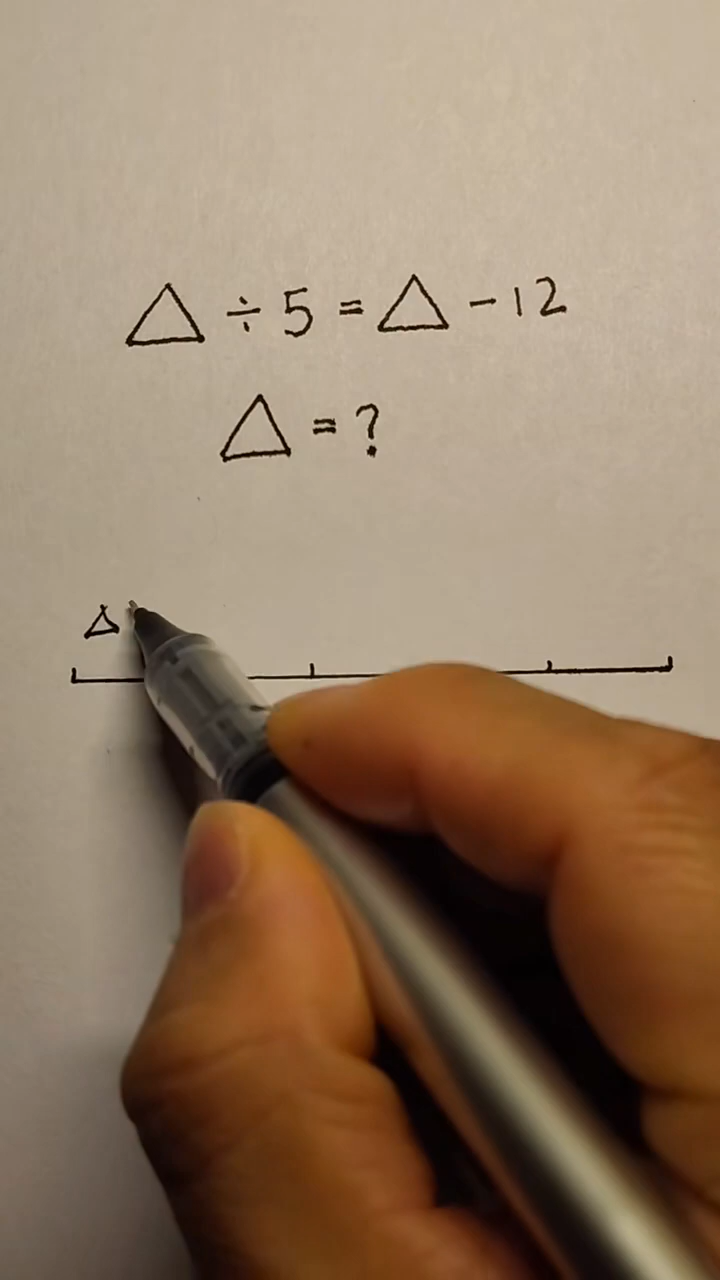 △ ÷ 5 = △ - 12
△ = ?
△